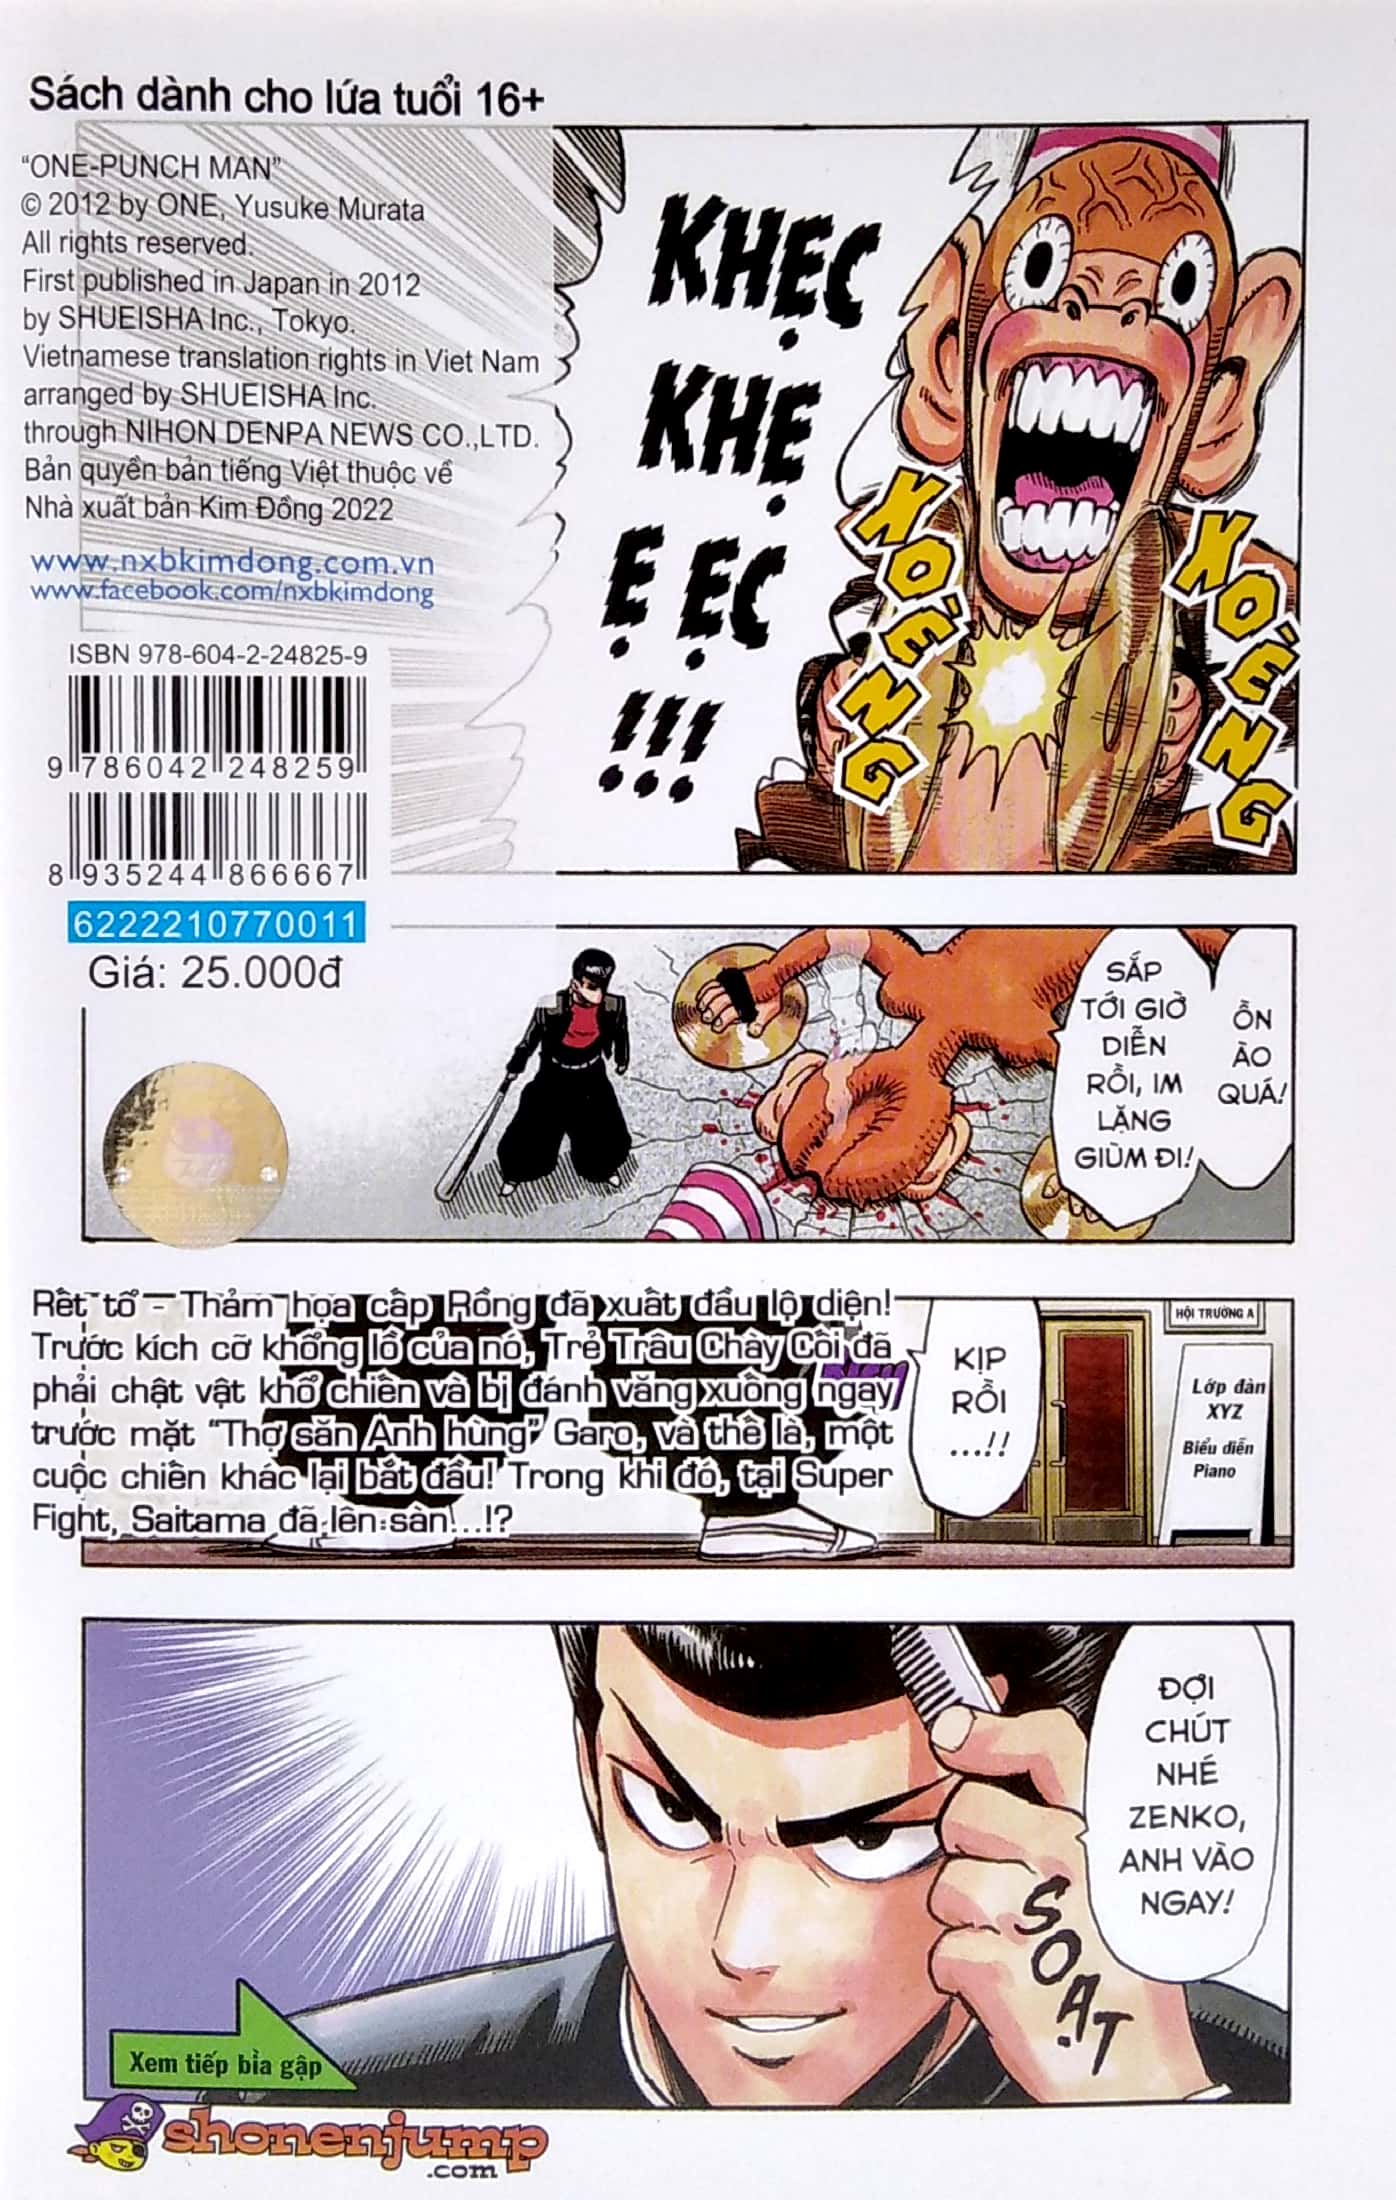 Sách dành cho lứa tuổi 16+
“ONE-PUNCH MAN”
© 2012 by ONE, Yusuke Murata
All rights reserved.
First published in Japan in 2012
by SHUEISHA Inc., Tokyo.
Vietnamese translation rights in Viet Nam
arranged by SHUEISHA Inc.
through NIHON DENPA NEWS CO.,LTD.
Bản quyền bản tiếng Việt thuộc về
Nhà xuất bản Kim Đồng 2022
www.nxbkimdong.com.vn
www.facebook.com/nxbkimdong
ISBN 978-604-2-24825-9
9 786042 248259
8 935244 866667
6222210770011
Giá: 25.000đ
KHẸC
KHẸ
Ẹ ẸC
!!!
XOÈNG
XOÈNG
ỒN
ÀO
QUÁ!
SẮP
TỚI GIỜ
DIỄN
RỒI, IM
LẶNG
GIÙM ĐI!
Rết tổ - Thảm họa cấp Rồng đã xuất đầu lộ diện!
Trước kích cỡ khổng lồ của nó, Trẻ Trâu Chày Cối đã
phải chật vật khổ chiến và bị đánh văng xuống ngay
trước mặt “Thợ săn Anh hùng” Garo, và thế là, một
cuộc chiến khác lại bắt đầu! Trong khi đó, tại Super
Fight, Saitama đã lên sàn...!?
KỊP
RỒI
...!!
HỘI TRƯỜNG A
Lớp đàn
XYZ
Biểu diễn
Piano
ĐỢI
CHÚT
NHÉ
ZENKO,
ANH VÀO
NGAY!
SOẠT
Xem tiếp bìa gập
shonenjump
.com